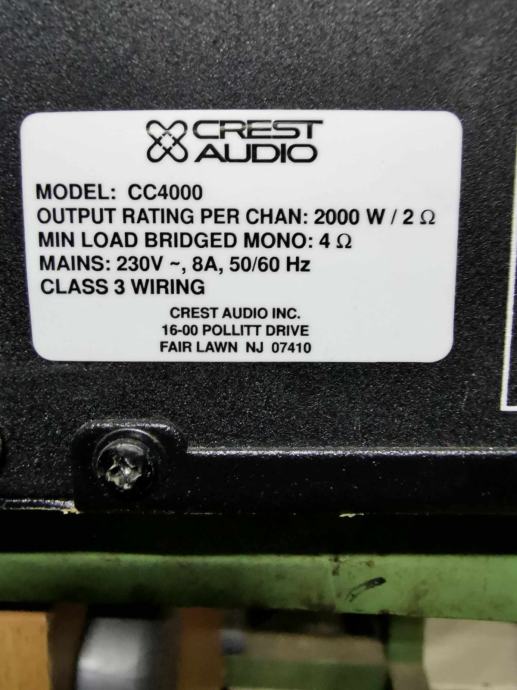 CREST
AUDIO
MODEL: CC4000
OUTPUT RATING PER CHAN: 2000 W / 2 Ω
MIN LOAD BRIDGED MONO: 4 Ω
MAINS: 230V ~, 8A, 50/60 Hz
CLASS 3 WIRING
CREST AUDIO INC.
16-00 POLLITT DRIVE
FAIR LAWN NJ 07410